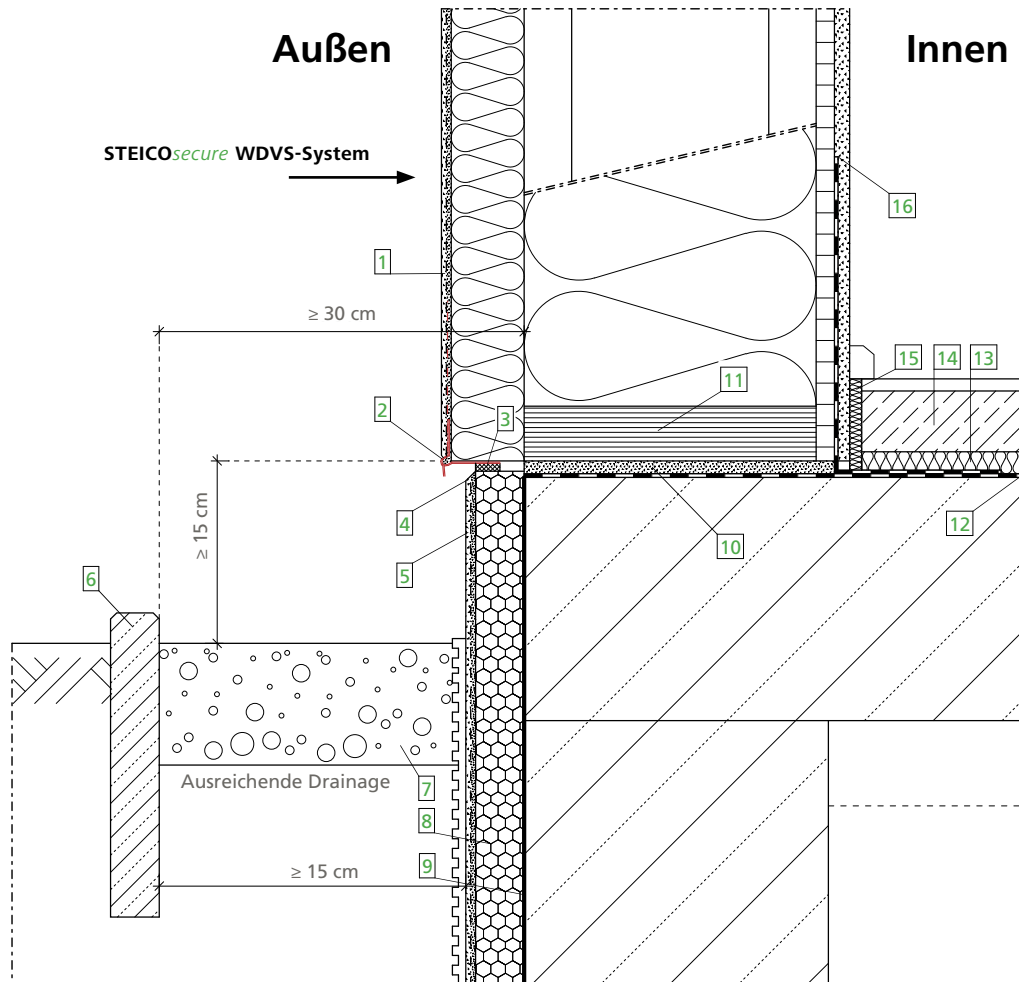 Außen
Innen
STEICOsecure WDVS-System
16
1
≥ 30 cm
15
14
13
11
2
3
≥ 15 cm
4
12
10
5
6
Ausreichende Drainage
7
8
≥ 15 cm
9